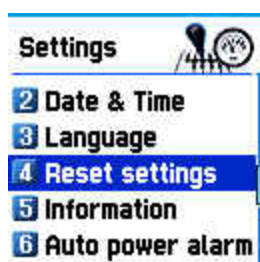 Settings
2 Date & Time
3 Language
4 Reset settings
5 Information
6 Auto power alarm